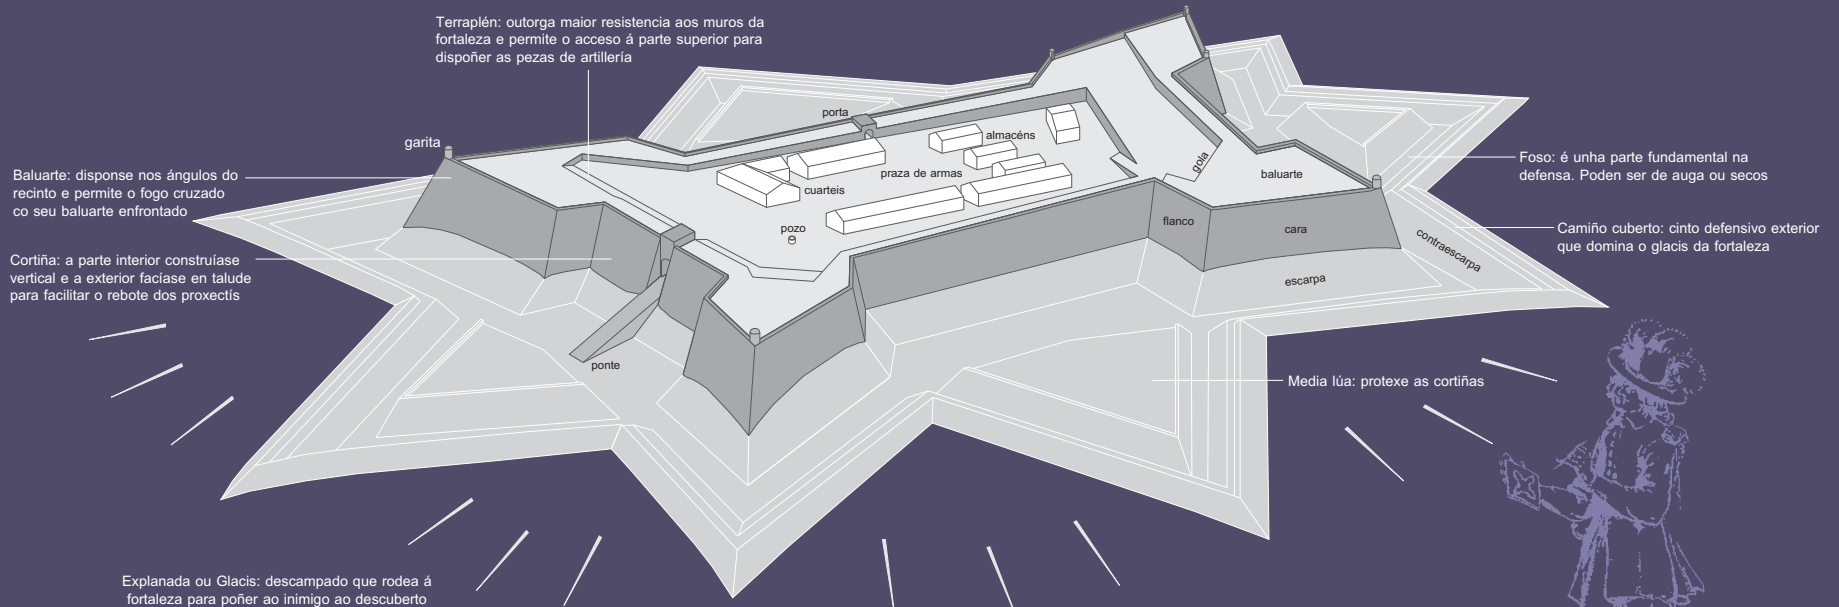 Terraplén: outorga maior resistencia aos muros da
fortaleza e permite o acceso á parte superior para
dispoñer as pezas de artillería
porta
garita
almacéns
gola
Baluarte: disponse nos ángulos do
recinto e permite o fogo cruzado
co seu baluarte enfrontado
praza de armas
cuarteis
baluarte
Foso: é unha parte fundamental na
defensa. Poden ser de auga ou secos
pozo
flanco
cara
contraescarpa
Camiño cuberto: cinto defensivo exterior
que domina o glacis da fortaleza
Cortiña: a parte interior construíase
vertical e a exterior facíase en talude
para facilitar o rebote dos proxectís
escarpa
ponte
Media lúa: protexe as cortiñas
Explanada ou Glacis: descampado que rodea á
fortaleza para poñer ao inimigo ao descuberto